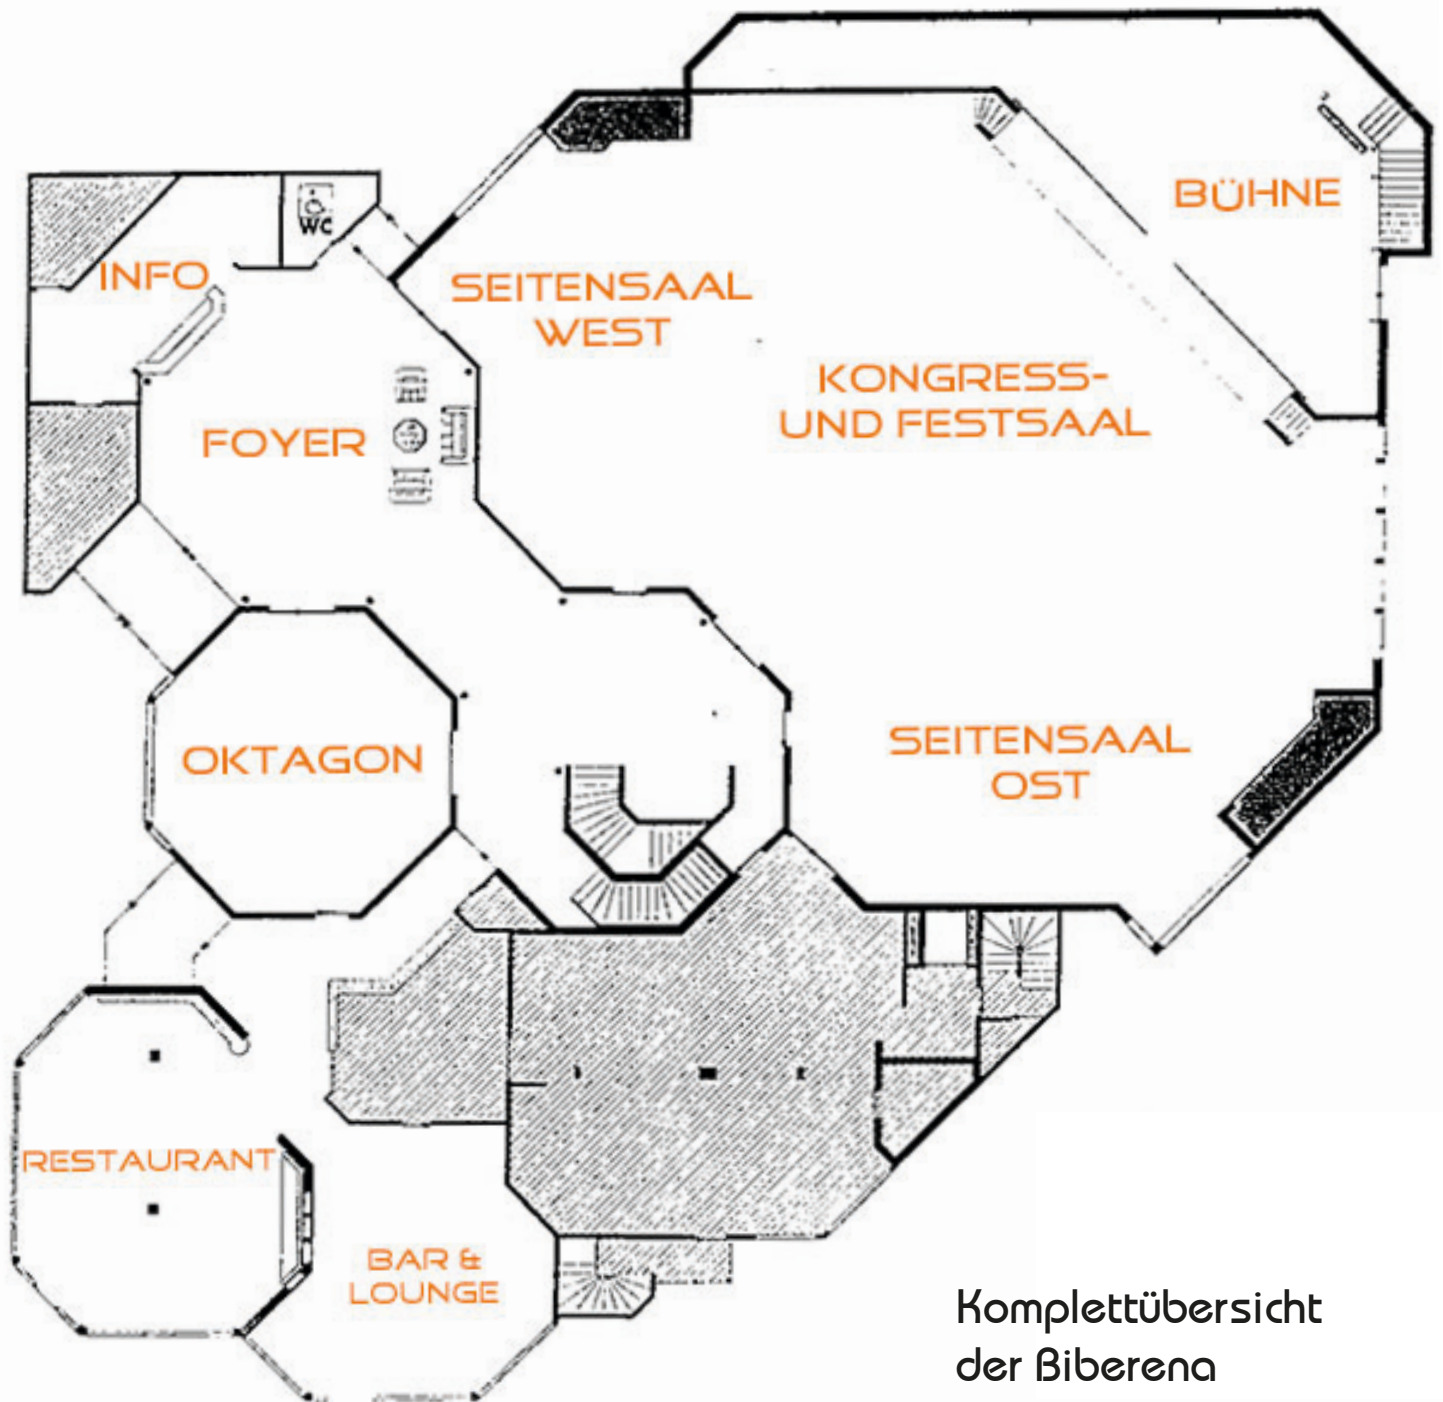 BÜHNE
WC
INFO
SEITENSAAL
WEST
KONGRESS-
UND FESTSAAL
FOYER
OKTAGON
SEITENSAAL
OST
RESTAURANT
BAR &
LOUNGE
Komplettübersicht
der Biberena